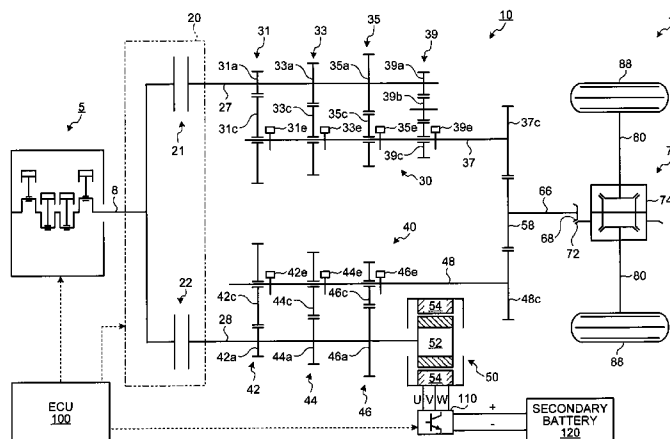 20
10
31
33
35
39
31a
33a
35a
39a
39b
27
31c
33c
35c
39c
31e
33e
35e
39e
37
37c
30
5
8
21
22
88
80
74
66
68
72
58
80
88
40
42e
44e
46e
48
48c
42c
44c
46c
28
42a
44a
46a
42
44
46
54
52
54
50
U V W
110
+
-
ECU
100
SECONDARY
BATTERY
120